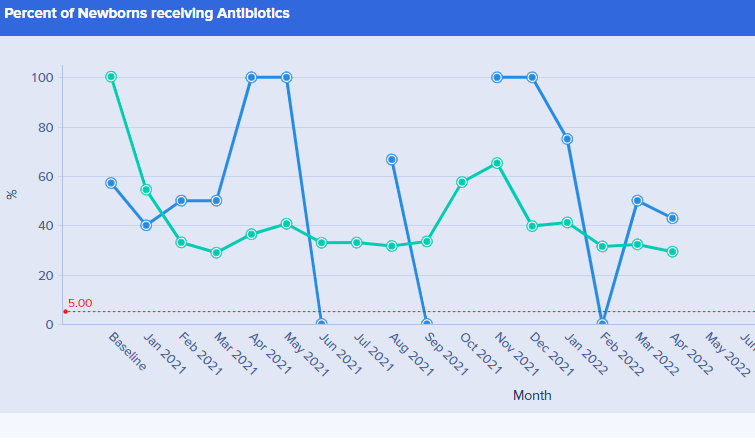 Percent of Newborns receiving Antibiotics
100
80
60
40
20
0
%
5.00
Baseline
Jan 2021
Feb 2021
Mar 2021
Apr 2021
May 2021
Jun 2021
Jul 2021
Aug 2021
Sep 2021
Oct 2021
Nov 2021
Dec 2021
Jan 2022
Feb 2022
Mar 2022
Apr 2022
May 2022
Jun
Month